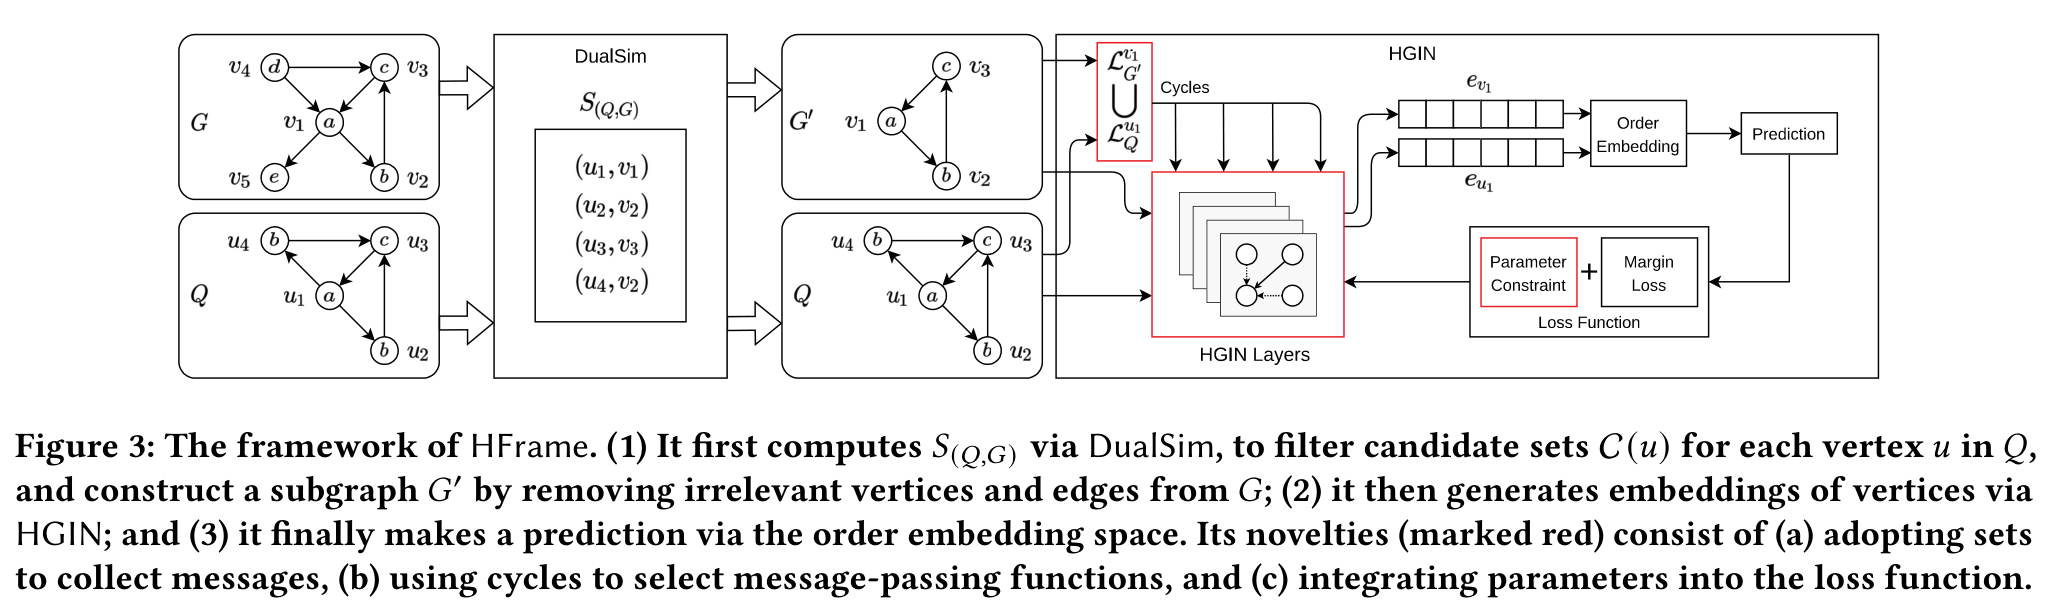 G
v₄ d c v₃
v₁ a
v₅ e b v₂
Q
u₄ b c u₃
u₁ a
b u₂
DualSim
S(Q,G)
(u₁, v₁)
(u₂, v₂)
(u₃, v₃)
(u₄, v₂)
G′
c v₃
v₁ a
b v₂
Q
u₄ b c u₃
u₁ a
b u₂
HGIN
ℒ_{G′}^{v₁}
⋃
ℒ_Q^{u₁}
Cycles
HGIN Layers
e_{v₁}
e_{u₁}
Order
Embedding
Prediction
Parameter
Constraint
+
Margin
Loss
Loss Function
Figure 3: The framework of HFrame. (1) It first computes S(Q,G) via DualSim, to filter candidate sets C(u) for each vertex u in Q,
and construct a subgraph G′ by removing irrelevant vertices and edges from G; (2) it then generates embeddings of vertices via
HGIN; and (3) it finally makes a prediction via the order embedding space. Its novelties (marked red) consist of (a) adopting sets
to collect messages, (b) using cycles to select message-passing functions, and (c) integrating parameters into the loss function.